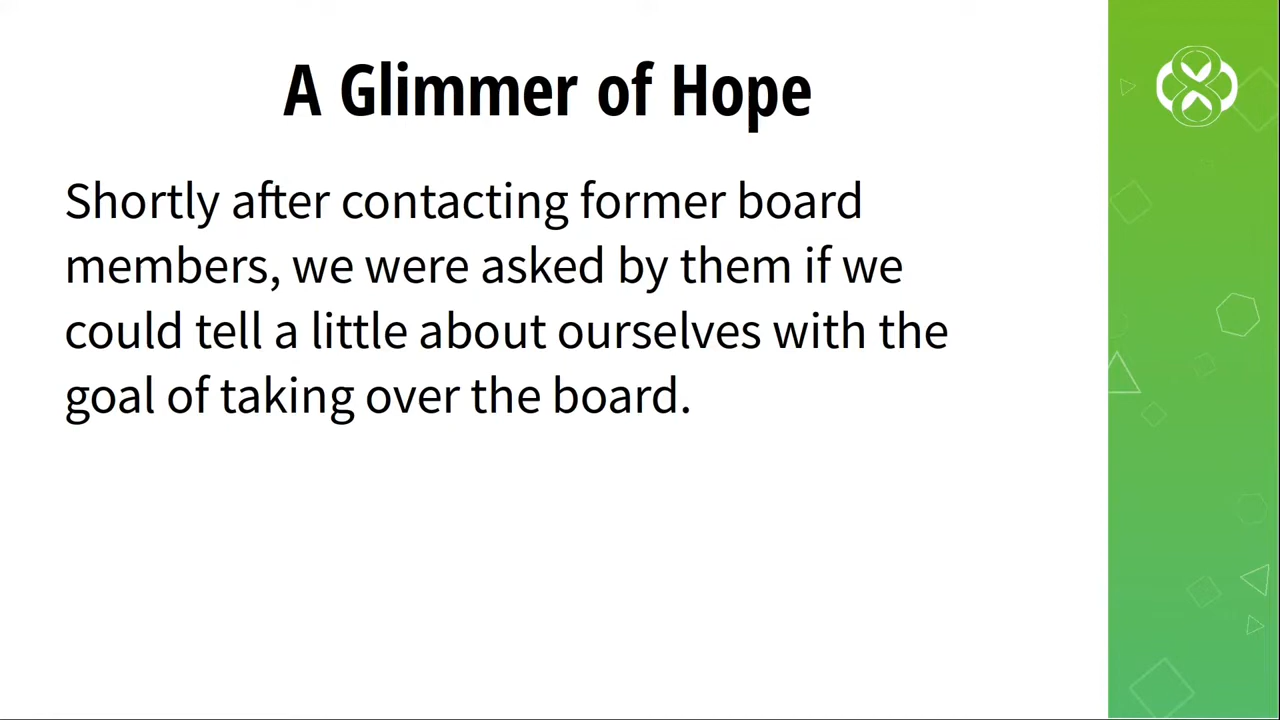 A Glimmer of Hope
Shortly after contacting former board
members, we were asked by them if we
could tell a little about ourselves with the
goal of taking over the board.